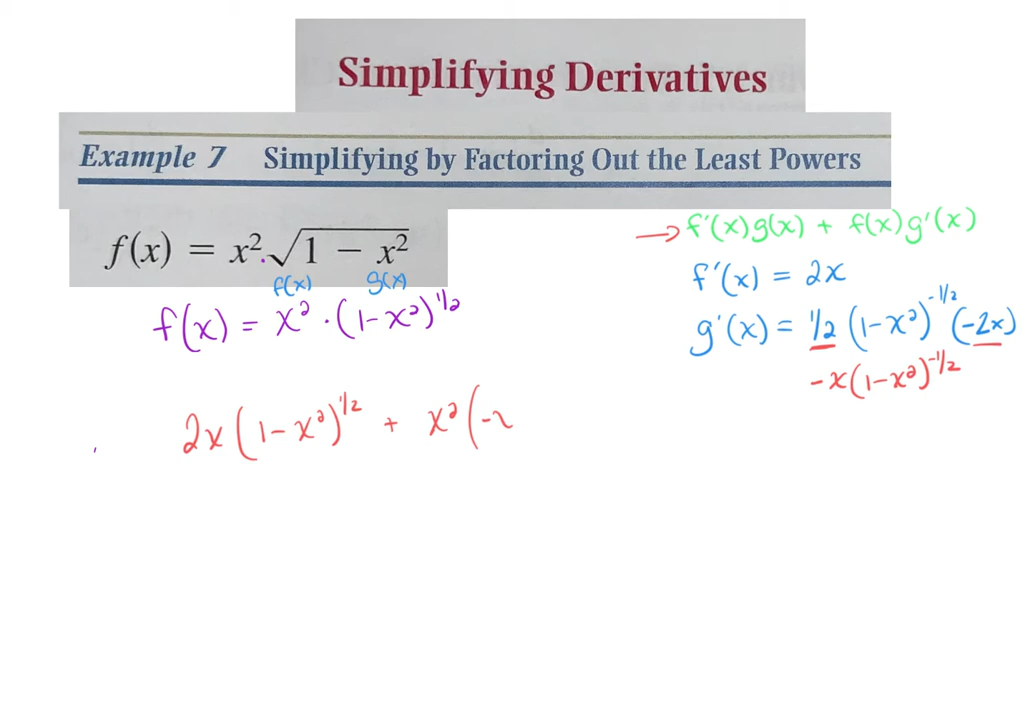 Simplifying Derivatives
Example 7 Simplifying by Factoring Out the Least Powers
f(x) = x².√1 − x²
f(x) g(x)
f(x) = x² · (1-x²)^1/2
→ f'(x)g(x) + f(x)g'(x)
f'(x) = 2x
g'(x) = 1/2 (1-x²)^-1/2 (-2x)
-x(1-x²)^-1/2
2x(1-x²)^1/2 + x²(-